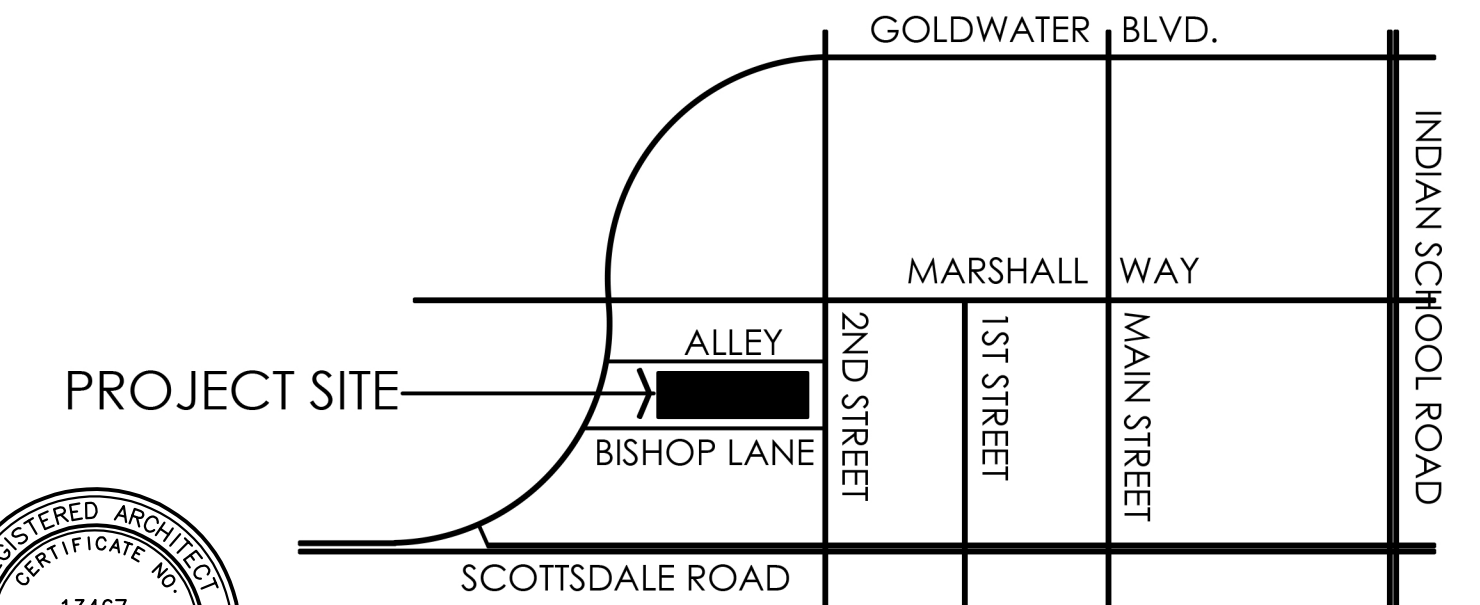 GOLDWATER BLVD.
INDIAN SCHOOL ROAD
MARSHALL WAY
ALLEY
2ND STREET
1ST STREET
MAIN STREET
PROJECT SITE
BISHOP LANE
SCOTTSDALE ROAD
ARCHITECT
CERTIFICATE NO.